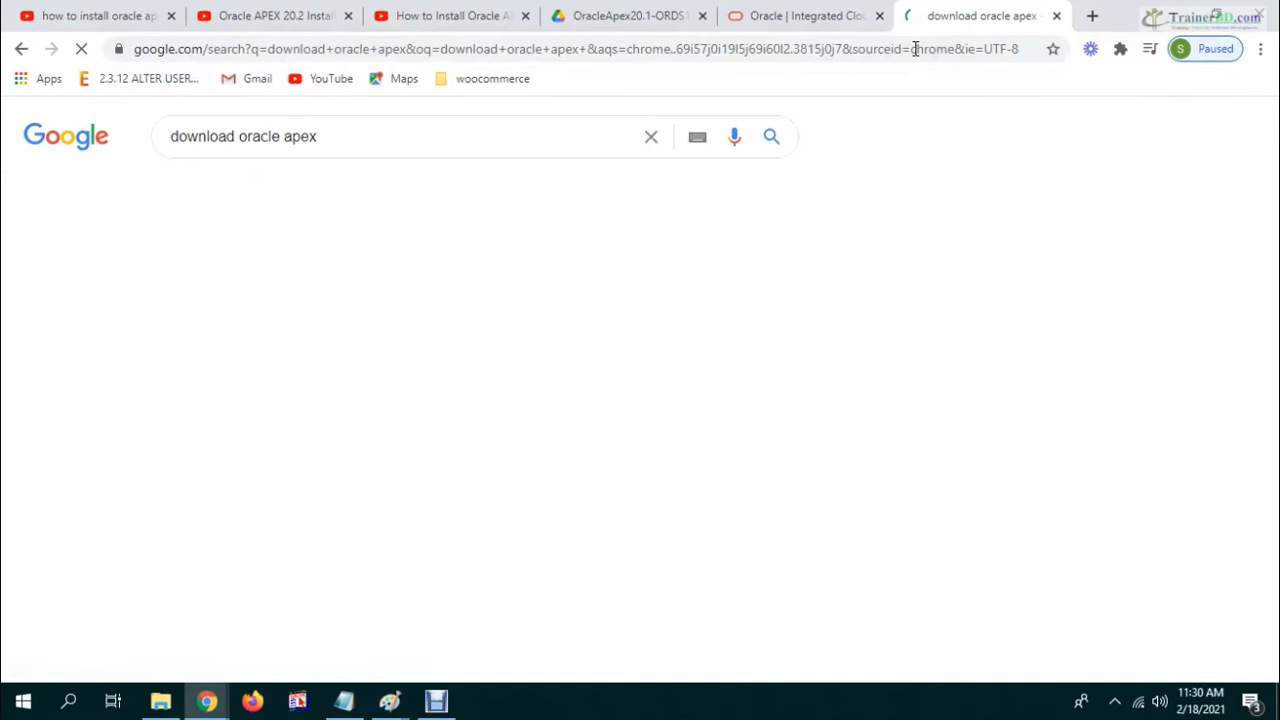 how to install oracle ap
Oracle APEX 20.2 Instal
How to Install Oracle AP
OracleApex20.1-ORDS
Oracle | Integrated Clou
download oracle apex -
TrainerBD.com
google.com/search?q=download+oracle+apex&oq=download+oracle+apex+&aqs=chrome..69i57j0i19l5j69i60l2.3815j0j7&sourceid=chrome&ie=UTF-8
S Paused
Apps
2.3.12 ALTER USER...
Gmail
YouTube
Maps
woocommerce
Google
download oracle apex
11:30 AM
2/18/2021
3